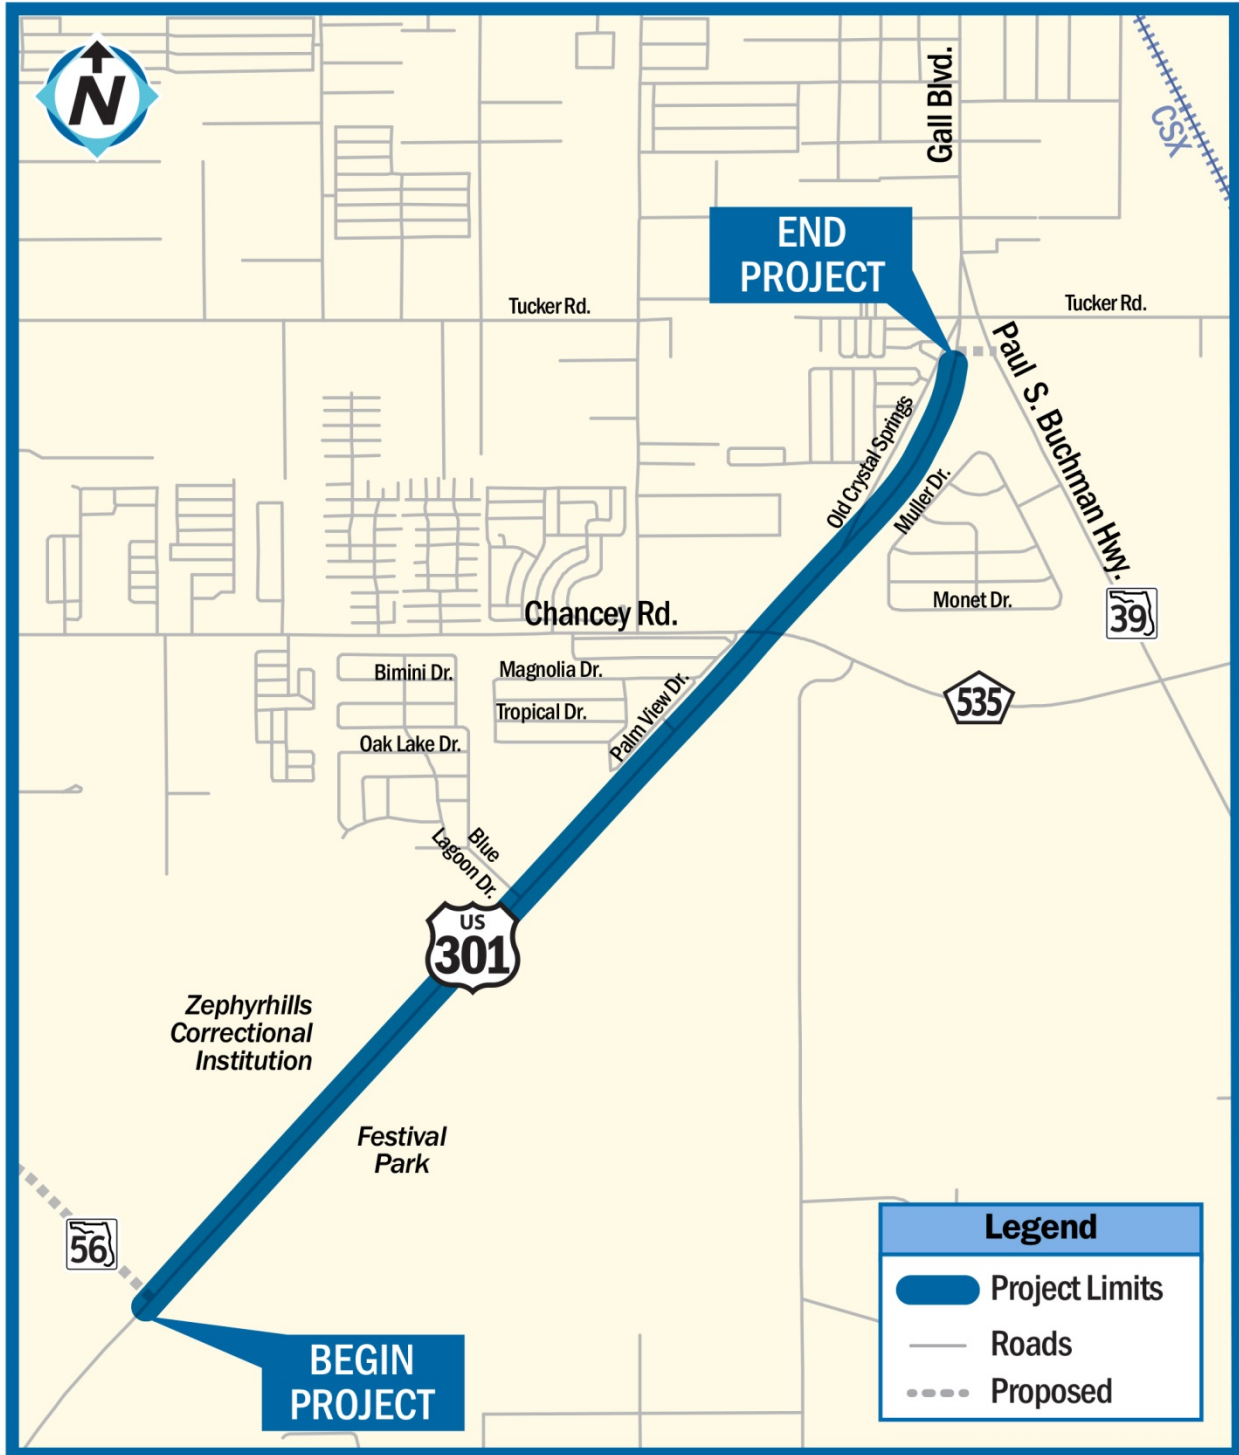 N
Gall Blvd.
CSX
END
PROJECT
Tucker Rd.
Tucker Rd.
Paul S. Buchman Hwy.
Old Crystal Springs
Muller Dr.
Monet Dr.
39
Chancey Rd.
Bimini Dr.
Magnolia Dr.
Tropical Dr.
Palm View Dr.
535
Oak Lake Dr.
Blue
Lagoon Dr.
US
301
Zephyrhills
Correctional
Institution
Festival
Park
56
BEGIN
PROJECT
Legend
Project Limits
Roads
Proposed